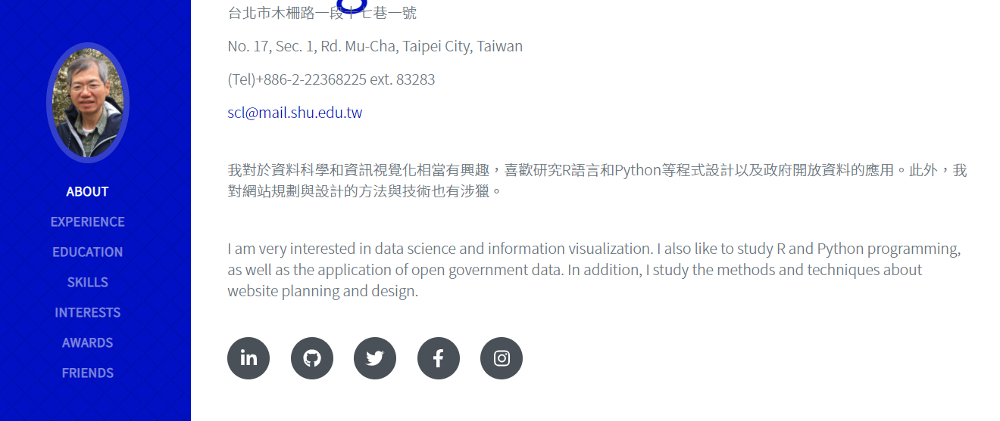 台北市木柵路一段十七巷一號
No. 17, Sec. 1, Rd. Mu-Cha, Taipei City, Taiwan
(Tel)+886-2-22368225 ext. 83283
scl@mail.shu.edu.tw
我對於資料科學和資訊視覺化相當有興趣，喜歡研究R語言和Python等程式設計以及政府開放資料的應用。此外，我
對網站規劃與設計的方法與技術也有涉獵。
I am very interested in data science and information visualization. I also like to study R and Python programming,
as well as the application of open government data. In addition, I study the methods and techniques about
website planning and design.
ABOUT
EXPERIENCE
EDUCATION
SKILLS
INTERESTS
AWARDS
FRIENDS